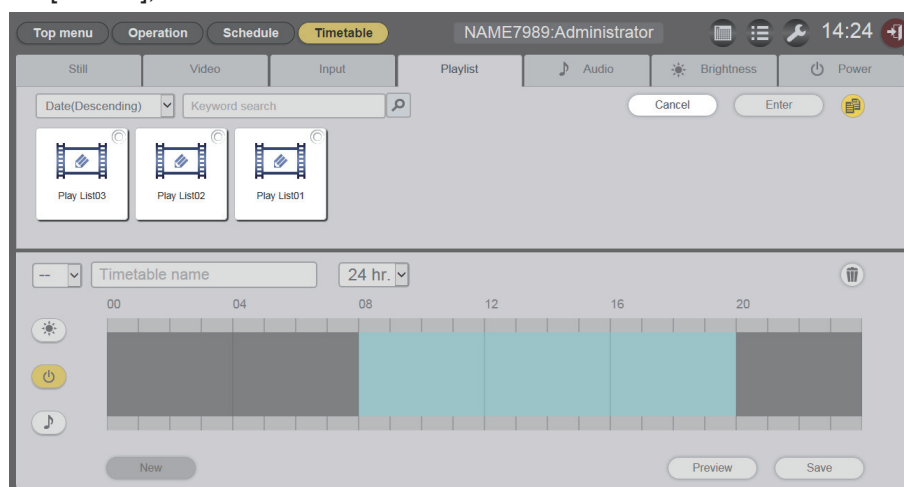 Top menu Operation Schedule Timetable NAME7989:Administrator 14:24
Still Video Input Playlist Audio Brightness Power
Date(Descending) Keyword search Cancel Enter
Play List03 Play List02 Play List01
-- Timetable name 24 hr.
00 04 08 12 16 20
New Preview Save